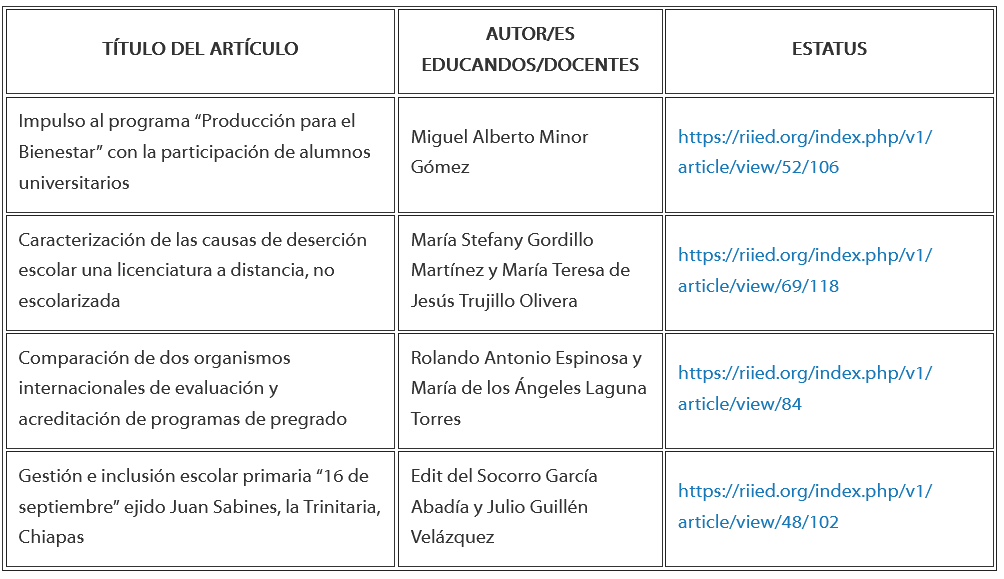 TÍTULO DEL ARTÍCULO
AUTOR/ES
EDUCANDOS/DOCENTES
ESTATUS
Impulso al programa “Producción para el
Bienestar” con la participación de alumnos
universitarios
Miguel Alberto Minor
Gómez
https://riied.org/index.php/v1/
article/view/52/106
Caracterización de las causas de deserción
escolar una licenciatura a distancia, no
escolarizada
María Stefany Gordillo
Martínez y María Teresa de
Jesús Trujillo Olivera
https://riied.org/index.php/v1/
article/view/69/118
Comparación de dos organismos
internacionales de evaluación y
acreditación de programas de pregrado
Rolando Antonio Espinosa y
María de los Ángeles Laguna
Torres
https://riied.org/index.php/v1/
article/view/84
Gestión e inclusión escolar primaria “16 de
septiembre” ejido Juan Sabines, la Trinitaria,
Chiapas
Edit del Socorro García
Abadía y Julio Guillén
Velázquez
https://riied.org/index.php/v1/
article/view/48/102